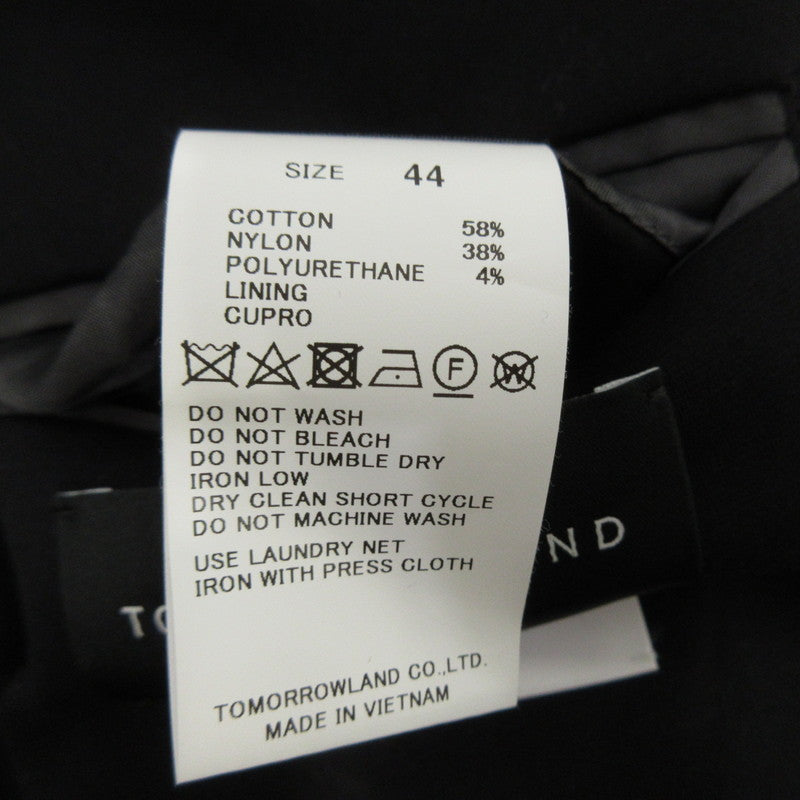 SIZE 44
COTTON 58%
NYLON 38%
POLYURETHANE 4%
LINING
CUPRO
F W
DO NOT WASH
DO NOT BLEACH
DO NOT TUMBLE DRY
IRON LOW
DRY CLEAN SHORT CYCLE
DO NOT MACHINE WASH
USE LAUNDRY NET
IRON WITH PRESS CLOTH
TOMORROWLAND CO.,LTD.
MADE IN VIETNAM
TO ND